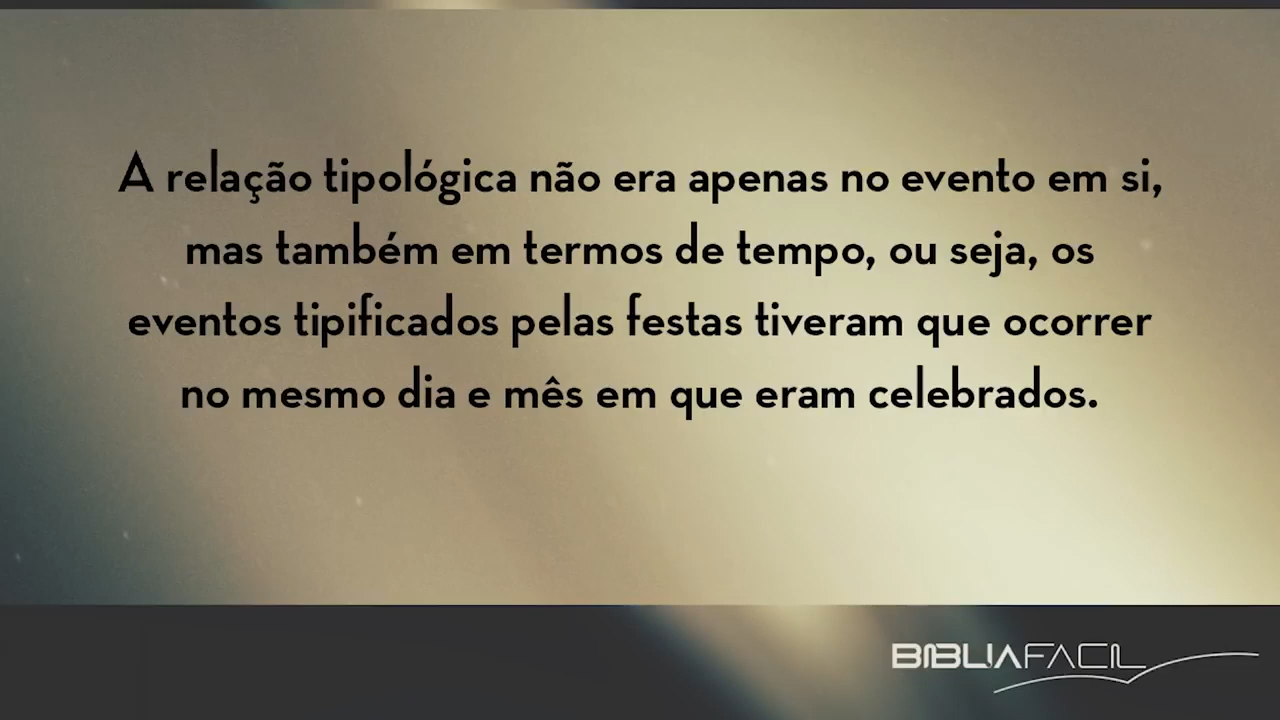 A relação tipológica não era apenas no evento em si,
mas também em termos de tempo, ou seja, os
eventos tipificados pelas festas tiveram que ocorrer
no mesmo dia e mês em que eram celebrados.
BIBLIAFACIL